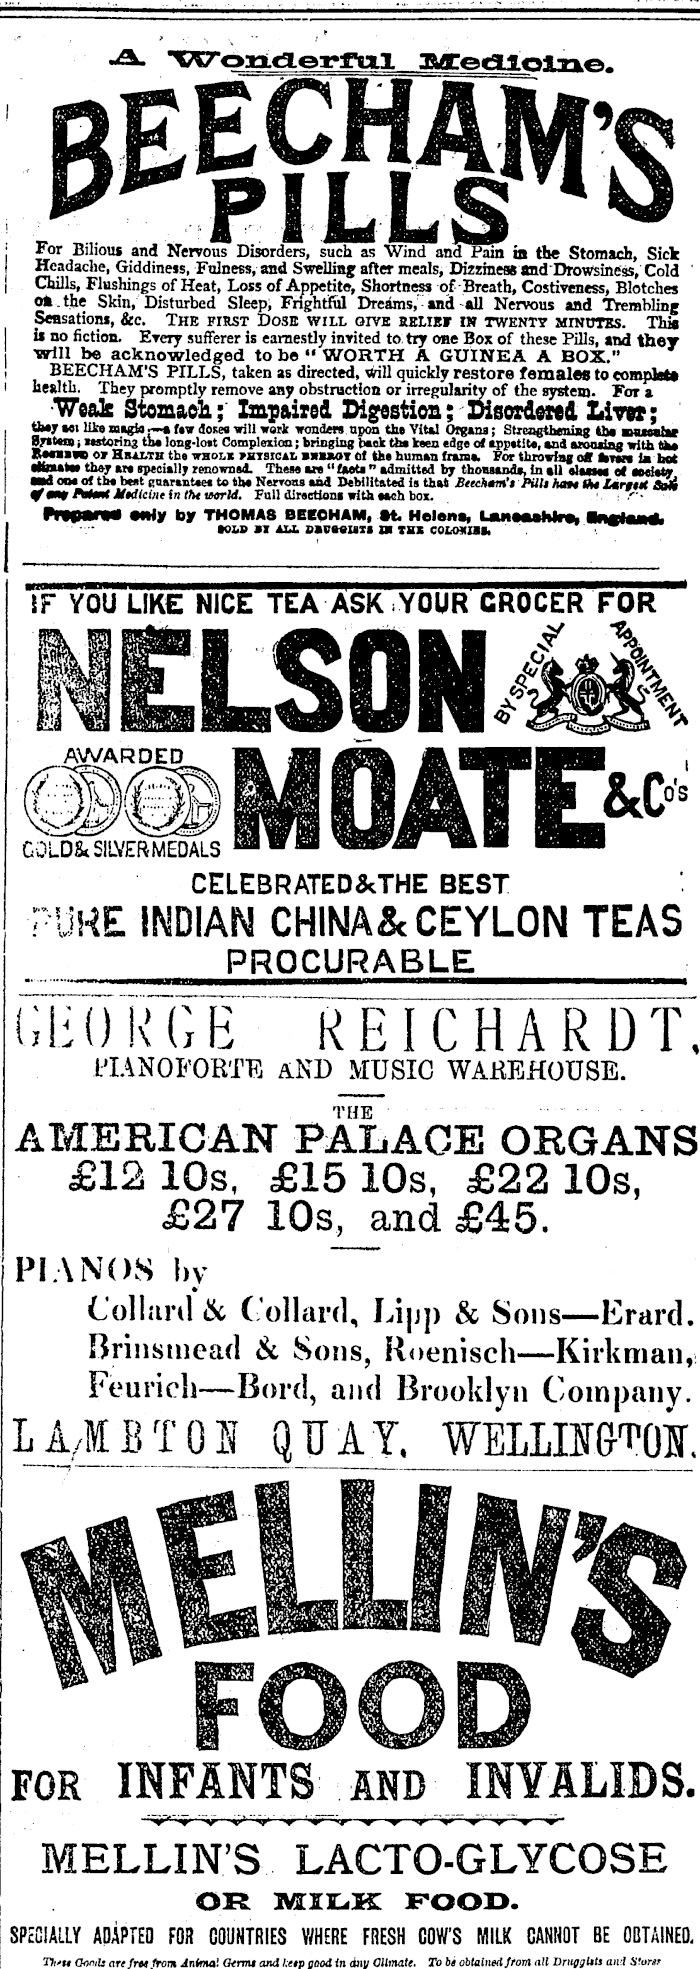 A Wonderful Medicine.
BEECHAM'S
PILLS
For Bilious and Nervous Disorders, such as Wind and Pain in the Stomach, Sick
Headache, Giddiness, Fulness, and Swelling after meals, Dizziness and Drowsiness, Cold
Chills, Flushings of Heat, Loss of Appetite, Shortness of Breath, Costiveness, Blotches
on the Skin, Disturbed Sleep, Frightful Dreams, and all Nervous and Trembling
Sensations, &c. THE FIRST DOSE WILL GIVE RELIEF IN TWENTY MINUTES. This
is no fiction. Every sufferer is earnestly invited to try one Box of these Pills, and they
will be acknowledged to be "WORTH A GUINEA A BOX."
BEECHAM'S PILLS, taken as directed, will quickly restore females to complete
health. They promptly remove any obstruction or irregularity of the system. For a
Weak Stomach; Impaired Digestion; Disordered Liver;
they act like magic:—a few doses will work wonders upon the Vital Organs; Strengthening the muscular
System; restoring the long-lost Complexion; bringing back the keen edge of appetite, and arousing with the
ROSEBUD OF HEALTH the WHOLE PHYSICAL ENERGY of the human frame. For throwing off fevers in hot
climates they are specially renowned. These are "facts" admitted by thousands, in all classes of society,
and one of the best guarantees to the Nervous and Debilitated is that Beecham's Pills have the Largest Sale
of any Patent Medicine in the world. Full directions with each box.
Prepared only by THOMAS BEECHAM, St. Helens, Lancashire, England.
SOLD BY ALL DRUGGISTS IN THE COLONIES.
IF YOU LIKE NICE TEA ASK YOUR GROCER FOR
NELSON
BY SPECIAL APPOINTMENT
AWARDED
GOLD & SILVER MEDALS
MOATE & Co's
CELEBRATED & THE BEST
PURE INDIAN CHINA & CEYLON TEAS
PROCURABLE
GEORGE REICHARDT,
PIANOFORTE AND MUSIC WAREHOUSE.
THE
AMERICAN PALACE ORGANS
£12 10s, £15 10s, £22 10s,
£27 10s, and £45.
PIANOS by
Collard & Collard, Lipp & Sons—Erard.
Brinsmead & Sons, Roenisch—Kirkman,
Feurich—Bord, and Brooklyn Company.
LAMBTON QUAY, WELLINGTON.
MELLIN'S
FOOD
FOR INFANTS AND INVALIDS.
MELLIN'S LACTO-GLYCOSE
OR MILK FOOD.
SPECIALLY ADAPTED FOR COUNTRIES WHERE FRESH COW'S MILK CANNOT BE OBTAINED.
These Goods are free from Animal Germs and keep good in any Climate. To be obtained from all Druggists and Stores